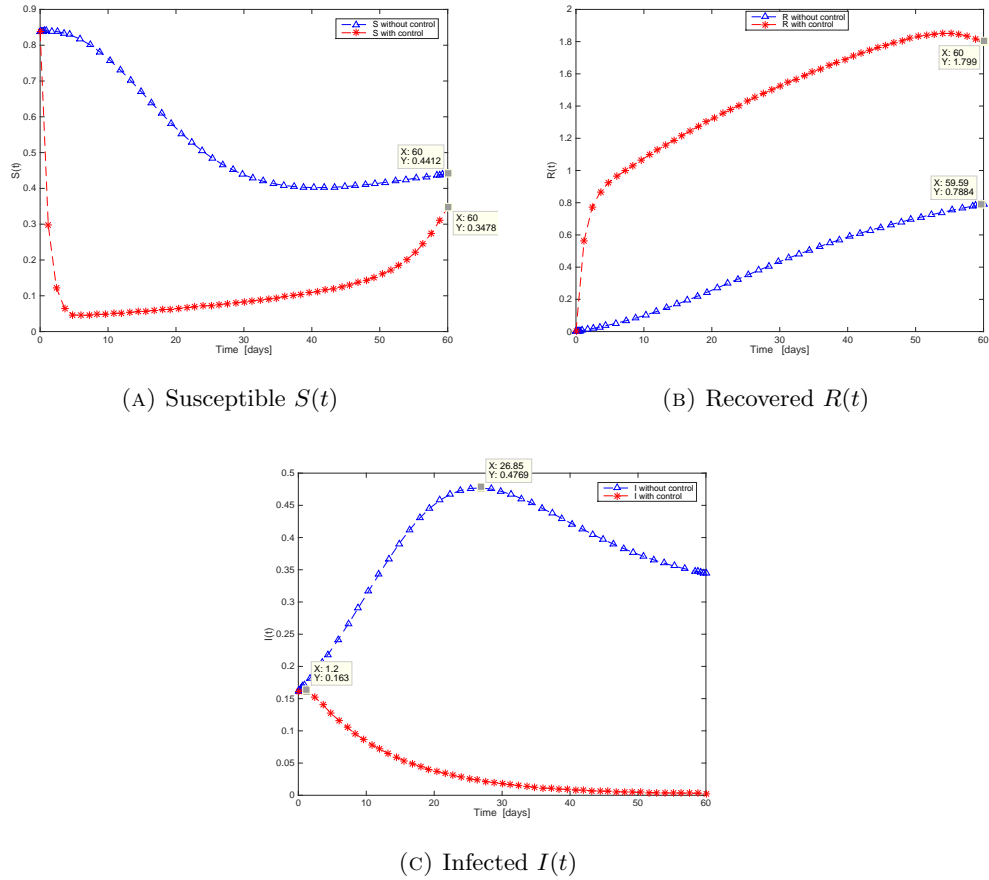 S without control
S with control
0.9
0.8
0.7
0.6
0.5
0.4
0.3
0.2
0.1
0
S(t)
X: 60
Y: 0.4412
X: 60
Y: 0.3478
0 10 20 30 40 50 60
Time [days]
(A) Susceptible S(t)
R without control
R with control
2
1.8
1.6
1.4
1.2
1
0.8
0.6
0.4
0.2
0
R(t)
X: 60
Y: 1.799
X: 59.59
Y: 0.7884
0 10 20 30 40 50 60
Time [days]
(B) Recovered R(t)
X: 26.85
Y: 0.4769
I without control
I with control
0.5
0.45
0.4
0.35
0.3
0.25
0.2
0.15
0.1
0.05
0
I(t)
X: 1.2
Y: 0.163
0 10 20 30 40 50 60
Time [days]
(C) Infected I(t)